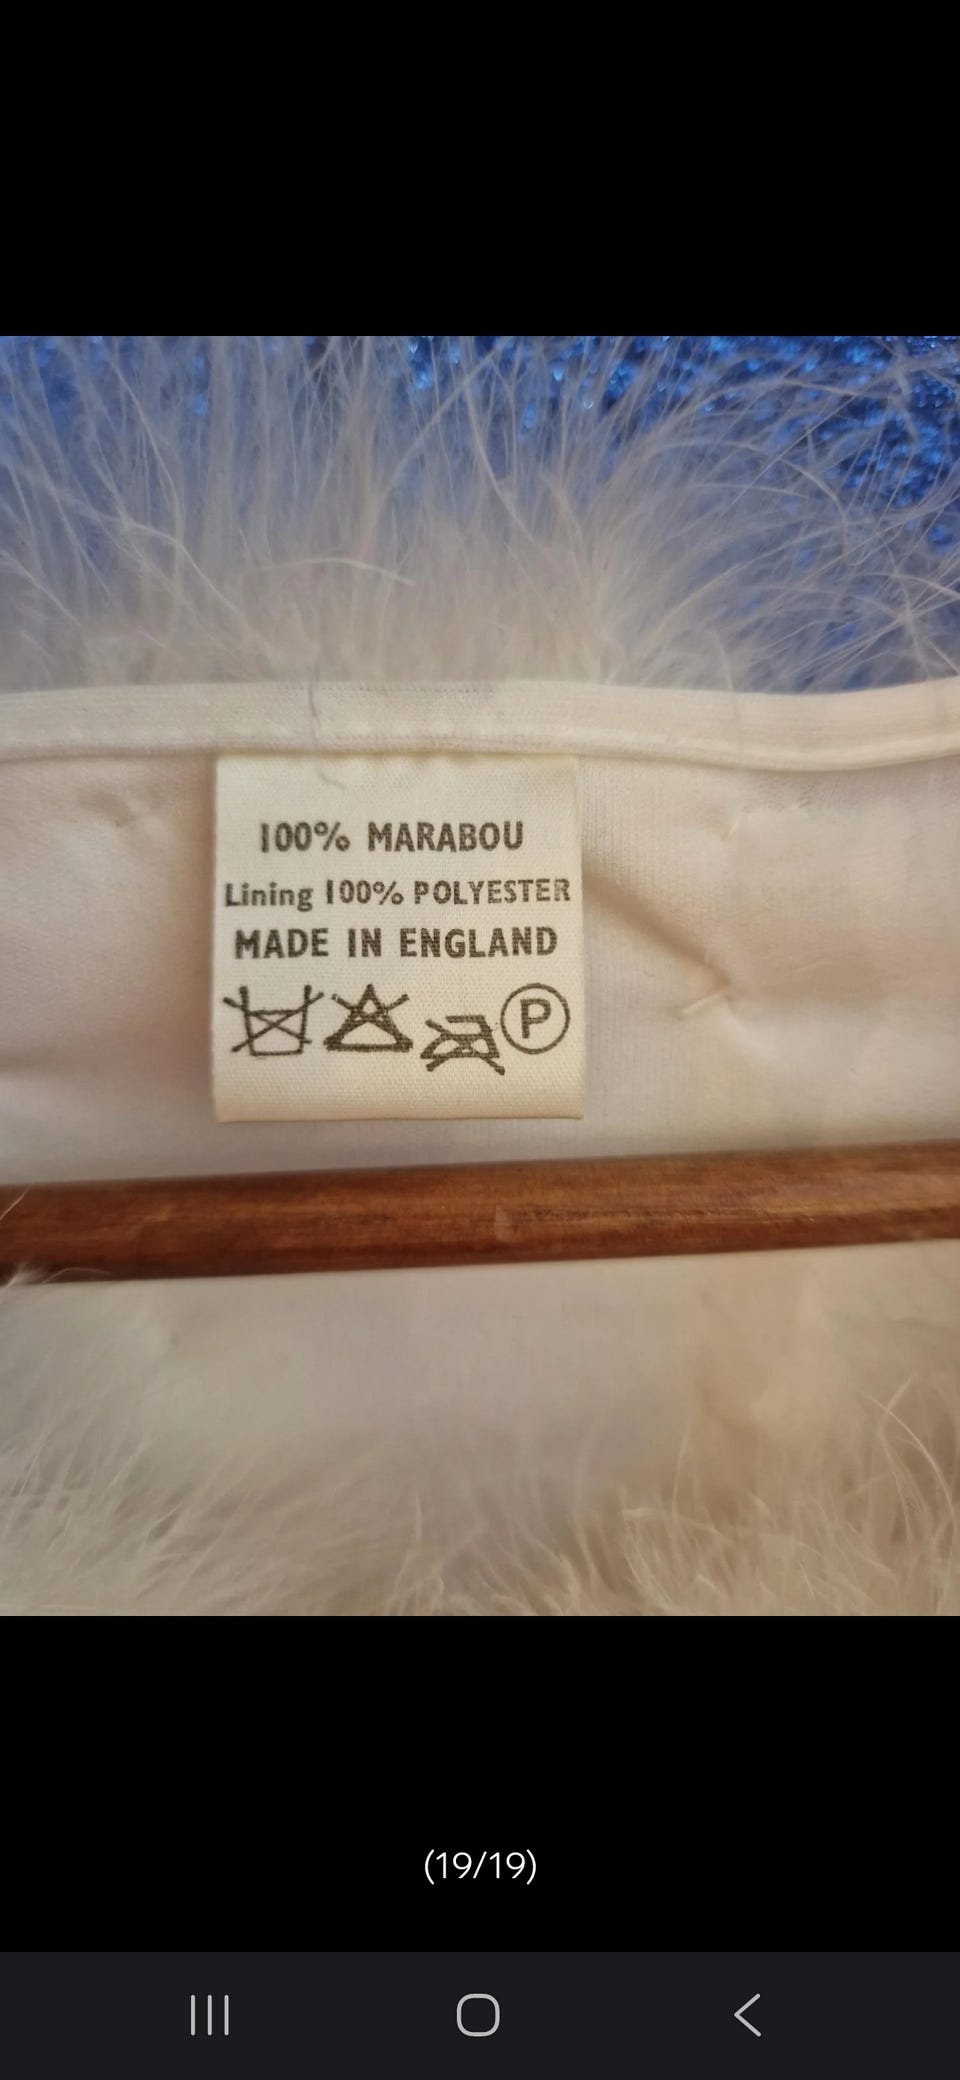 100% MARABOU
Lining 100% POLYESTER
MADE IN ENGLAND
P
(19/19)